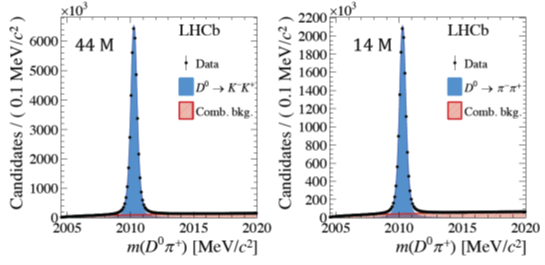 ×10³
LHCb
44 M
Data
D⁰ → K⁻K⁺
Comb. bkg.
6000
5000
4000
3000
2000
1000
0
Candidates / ( 0.1 MeV/c² )
2005
2010
2015
2020
m(D⁰π⁺) [MeV/c²]
×10³
LHCb
14 M
Data
D⁰ → π⁻π⁺
Comb. bkg.
2200
2000
1800
1600
1400
1200
1000
800
600
400
200
0
Candidates / ( 0.1 MeV/c² )
2005
2010
2015
2020
m(D⁰π⁺) [MeV/c²]